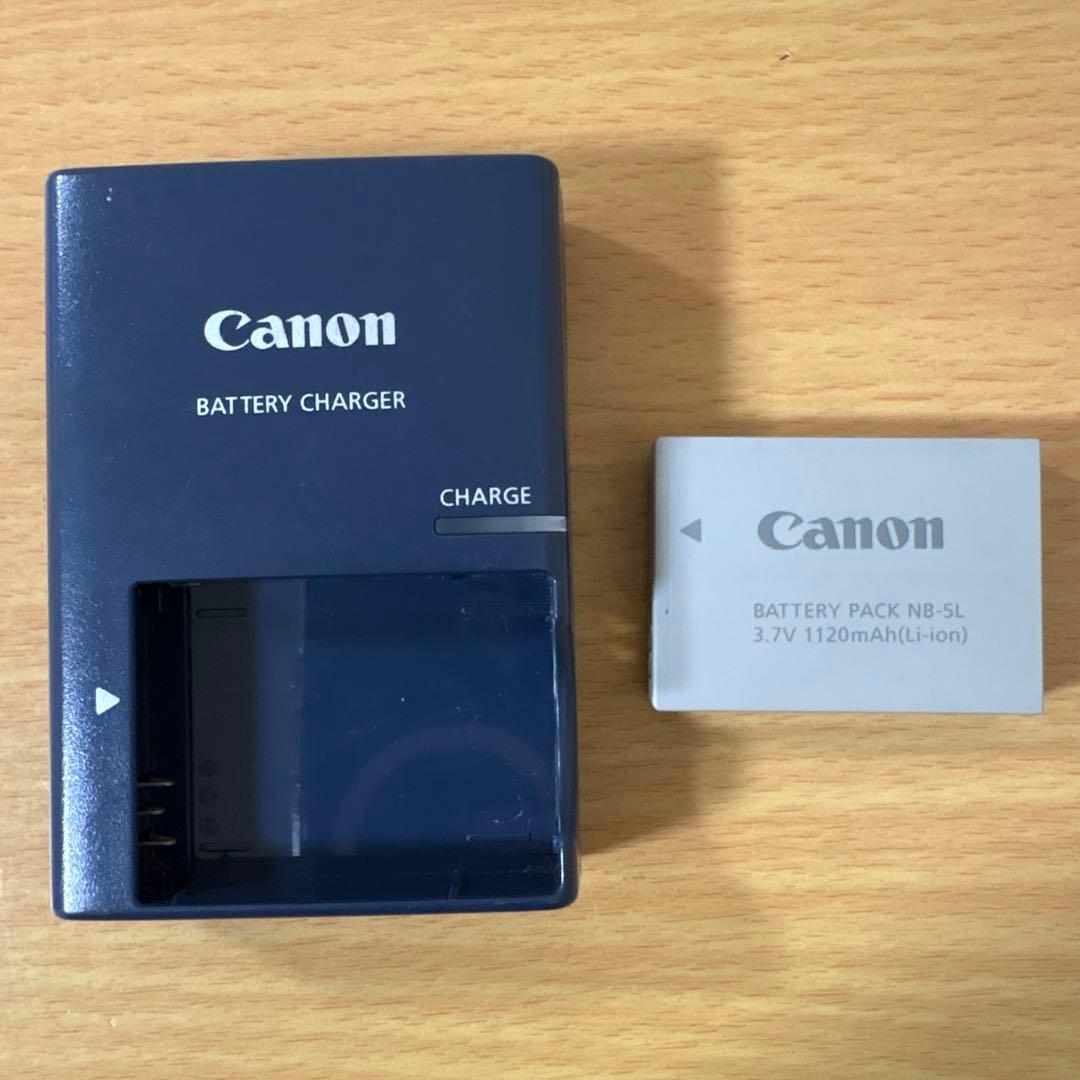 Canon
BATTERY CHARGER
CHARGE
Canon
BATTERY PACK NB-5L
3.7V 1120mAh(Li-ion)